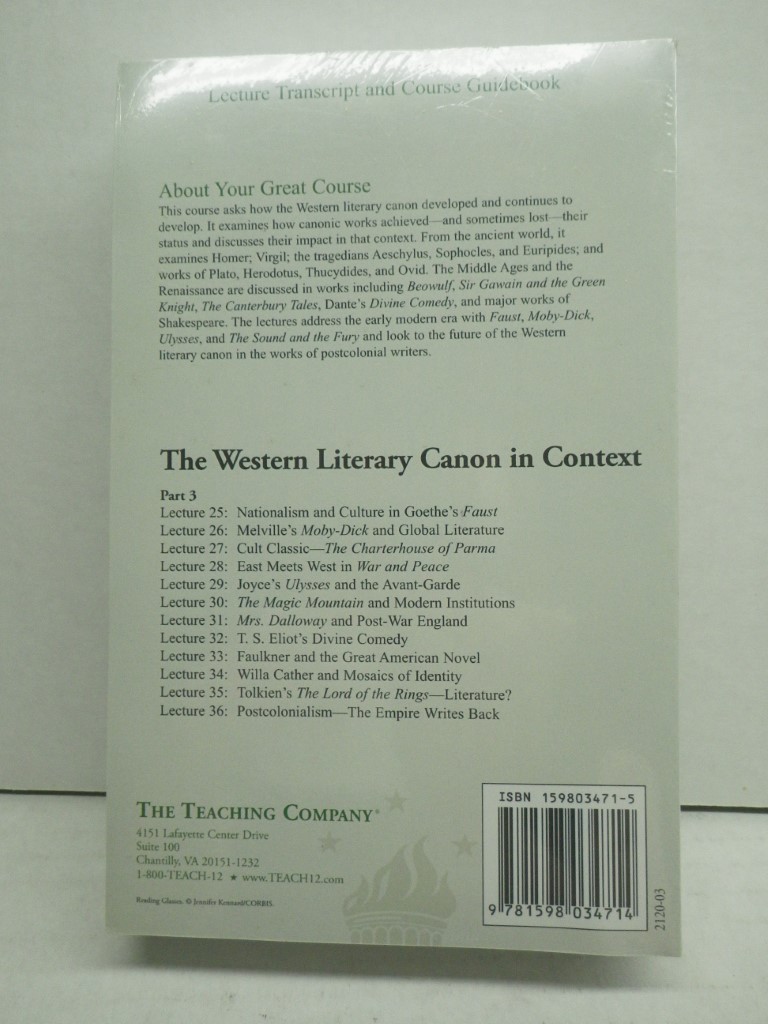 Lecture Transcript and Course Guidebook
About Your Great Course
This course asks how the Western literary canon developed and continues to
develop. It examines how canonic works achieved—and sometimes lost—their
status and discusses their impact in that context. From the ancient world, it
examines Homer; Virgil; the tragedians Aeschylus, Sophocles, and Euripides; and
works of Plato, Herodotus, Thucydides, and Ovid. The Middle Ages and the
Renaissance are discussed in works including Beowulf, Sir Gawain and the Green
Knight, The Canterbury Tales, Dante's Divine Comedy, and major works of
Shakespeare. The lectures address the early modern era with Faust, Moby-Dick,
Ulysses, and The Sound and the Fury and look to the future of the Western
literary canon in the works of postcolonial writers.
The Western Literary Canon in Context
Part 3
Lecture 25: Nationalism and Culture in Goethe's Faust
Lecture 26: Melville's Moby-Dick and Global Literature
Lecture 27: Cult Classic—The Charterhouse of Parma
Lecture 28: East Meets West in War and Peace
Lecture 29: Joyce's Ulysses and the Avant-Garde
Lecture 30: The Magic Mountain and Modern Institutions
Lecture 31: Mrs. Dalloway and Post-War England
Lecture 32: T. S. Eliot's Divine Comedy
Lecture 33: Faulkner and the Great American Novel
Lecture 34: Willa Cather and Mosaics of Identity
Lecture 35: Tolkien's The Lord of the Rings—Literature?
Lecture 36: Postcolonialism—The Empire Writes Back
THE TEACHING COMPANY®
4151 Lafayette Center Drive
Suite 100
Chantilly, VA 20151-1232
1-800-TEACH-12 ★ www.TEACH12.com
Reading Glasses. © Jennifer Kennard/CORBIS.
ISBN 159803471-5
9 781598 034714
2120-03